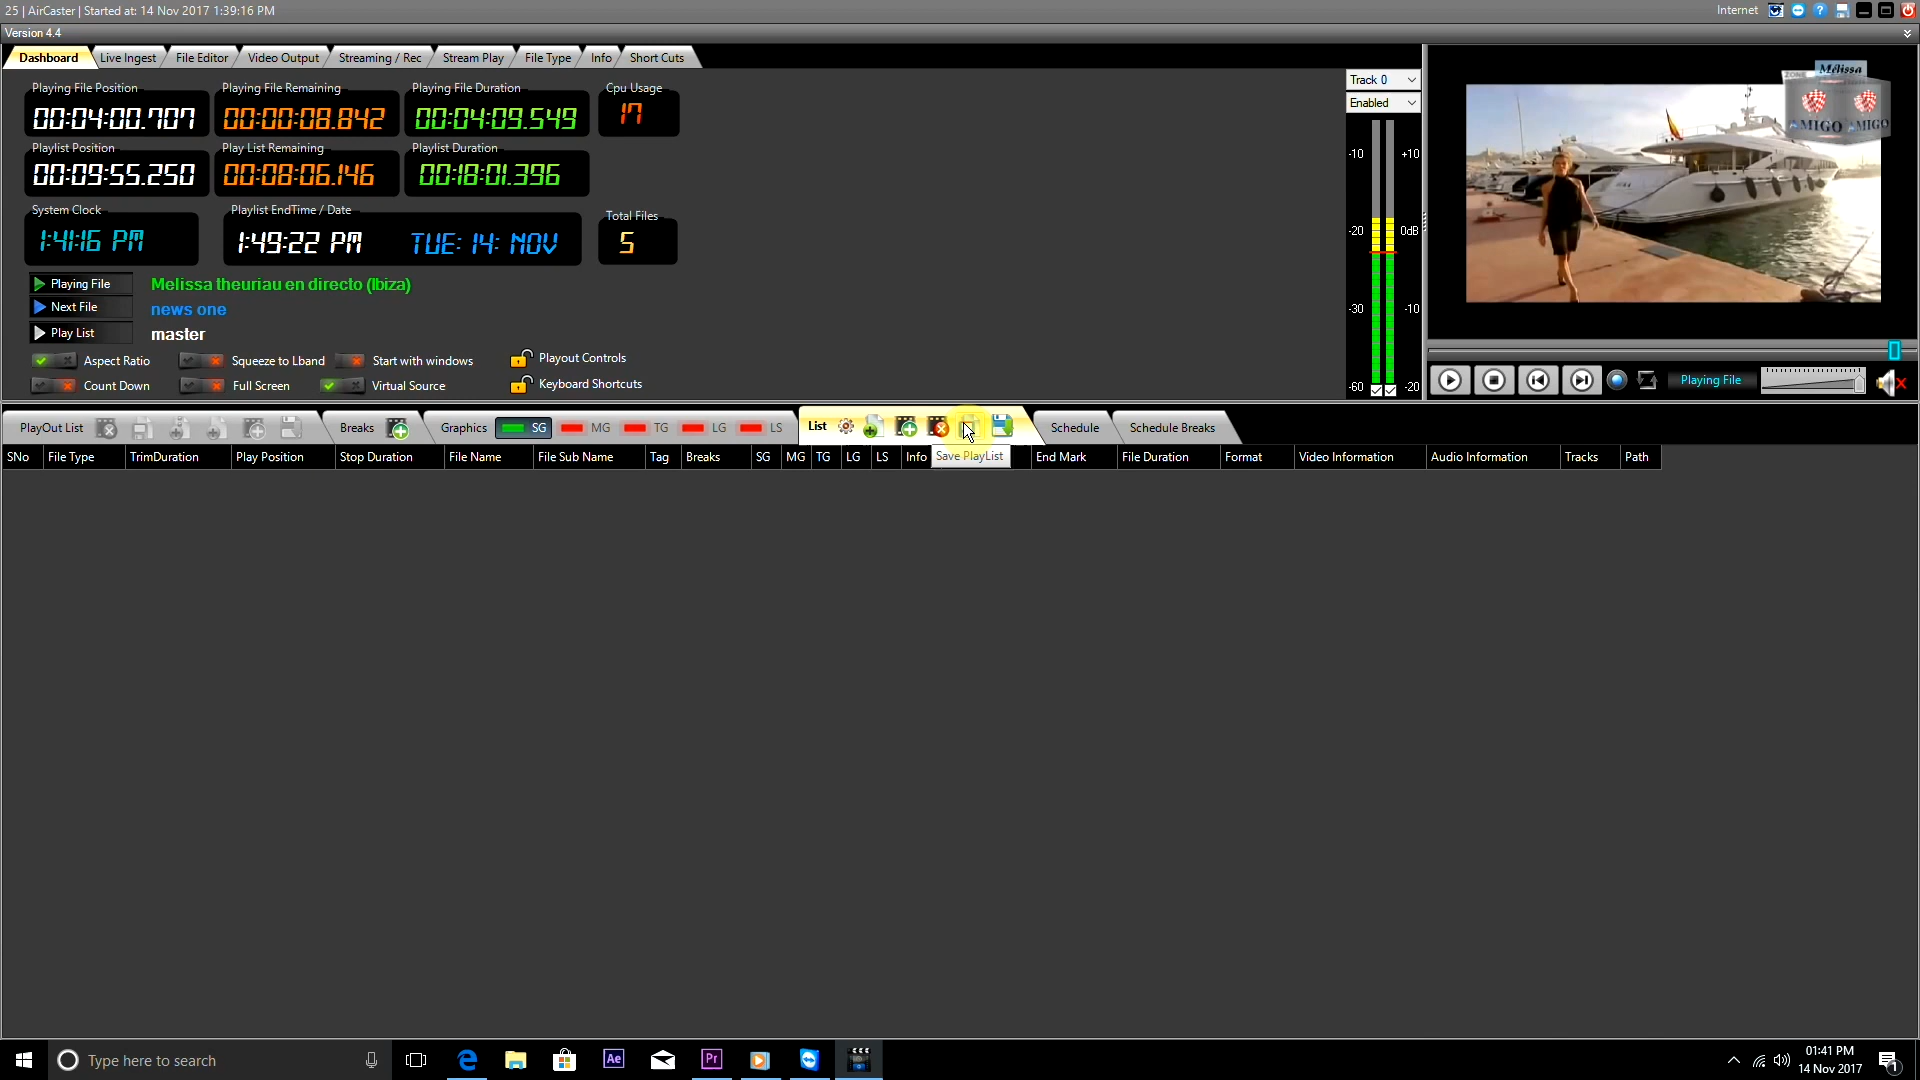 25 | AirCaster | Started at: 14 Nov 2017 1:39:16 PM
Internet
Version 4.4
Dashboard Live Ingest File Editor Video Output Streaming / Rec Stream Play File Type Info Short Cuts
Playing File Position Playing File Remaining Playing File Duration Cpu Usage
00:04:00.707 00:00:08.842 00:04:09.549 17
Playlist Position Play List Remaining Playlist Duration
00:09:55.250 00:08:06.146 00:18:01.396
System Clock Playlist EndTime / Date Total Files
1:41:16 PM 1:49:22 PM TUE: 14: NOV 5
Playing File Melissa theuriau en directo (Ibiza)
Next File news one
Play List master
Aspect Ratio Squeeze to Lband Start with windows Playout Controls
Count Down Full Screen Virtual Source Keyboard Shortcuts
Track 0
Enabled
-10 +10
-20 0dB
-30 -10
-60 -20
Mélissa
ZONE
AMIGO AMIGO
Playing File
PlayOut List Breaks Graphics SG MG TG LG LS List Schedule Schedule Breaks
SNo File Type TrimDuration Play Position Stop Duration File Name File Sub Name Tag Breaks SG MG TG LG LS Info End Mark File Duration Format Video Information Audio Information Tracks Path
Save PlayList
Type here to search
Ae
Pr
01:41 PM
14 Nov 2017
1